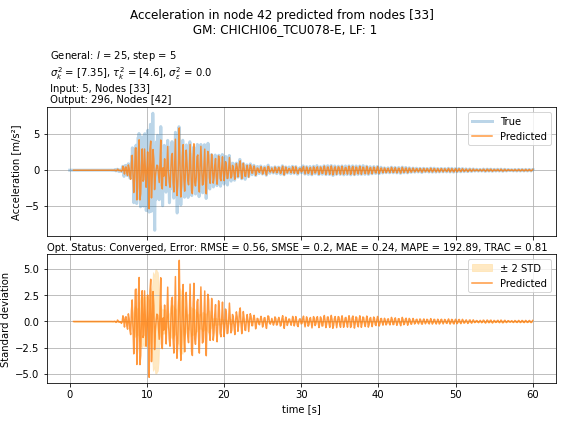 Acceleration in node 42 predicted from nodes [33]
GM: CHICHI06_TCU078-E, LF: 1
General: l = 25, step = 5
σ²ₖ = [7.35], τ²ₖ = [4.6], σ²ₜ = 0.0
Input: 5, Nodes [33]
Output: 296, Nodes [42]
Acceleration [m/s²]
5
0
−5
True
Predicted
Opt. Status: Converged, Error: RMSE = 0.56, SMSE = 0.2, MAE = 0.24, MAPE = 192.89, TRAC = 0.81
Standard deviation
5.0
2.5
0.0
−2.5
−5.0
± 2 STD
Predicted
0 10 20 30 40 50 60
time [s]